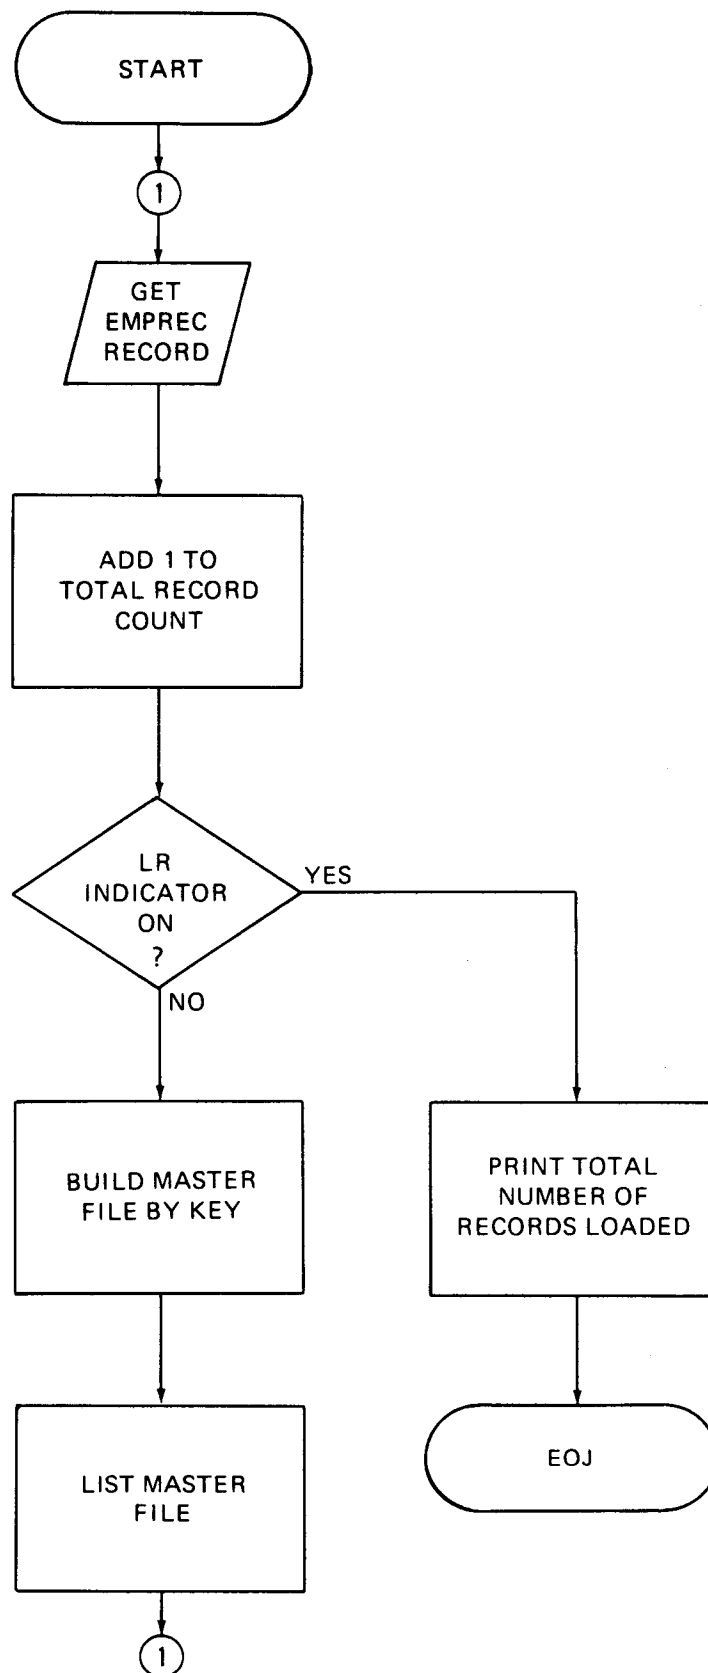 START
1
GET
EMPREC
RECORD
ADD 1 TO
TOTAL RECORD
COUNT
LR
INDICATOR
ON
?
YES
NO
BUILD MASTER
FILE BY KEY
PRINT TOTAL
NUMBER OF
RECORDS LOADED
LIST MASTER
FILE
EOJ
1